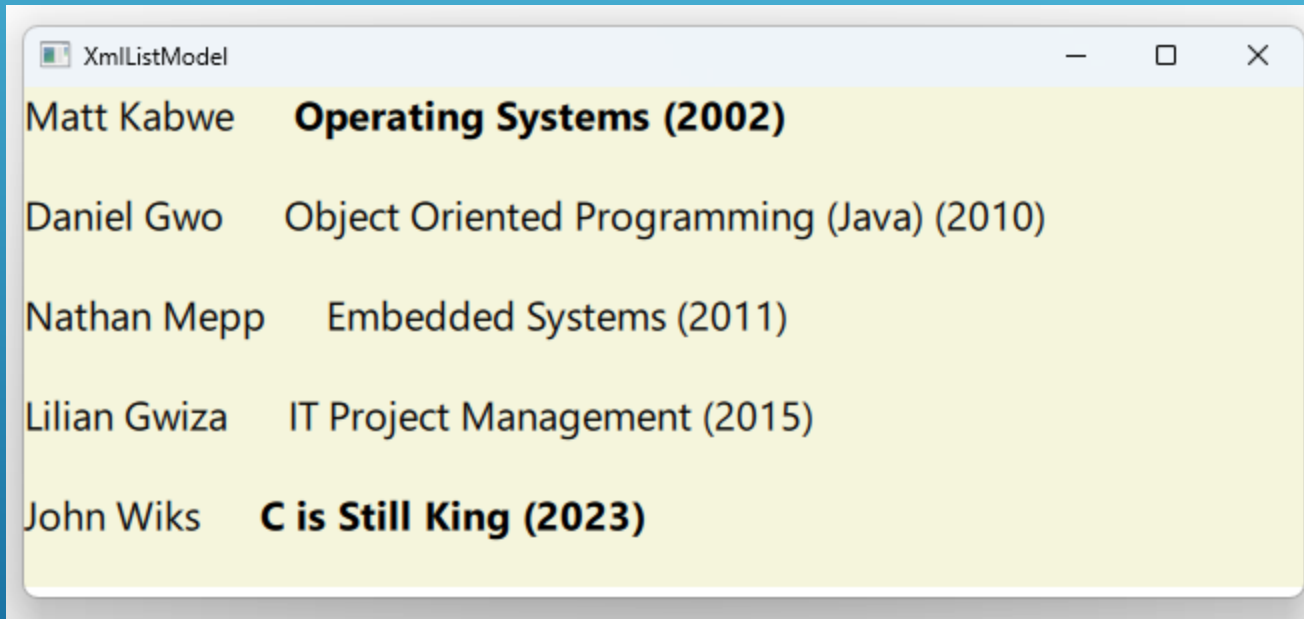 XmlListModel
Matt Kabwe Operating Systems (2002)
Daniel Gwo Object Oriented Programming (Java) (2010)
Nathan Mepp Embedded Systems (2011)
Lilian Gwiza IT Project Management (2015)
John Wiks C is Still King (2023)